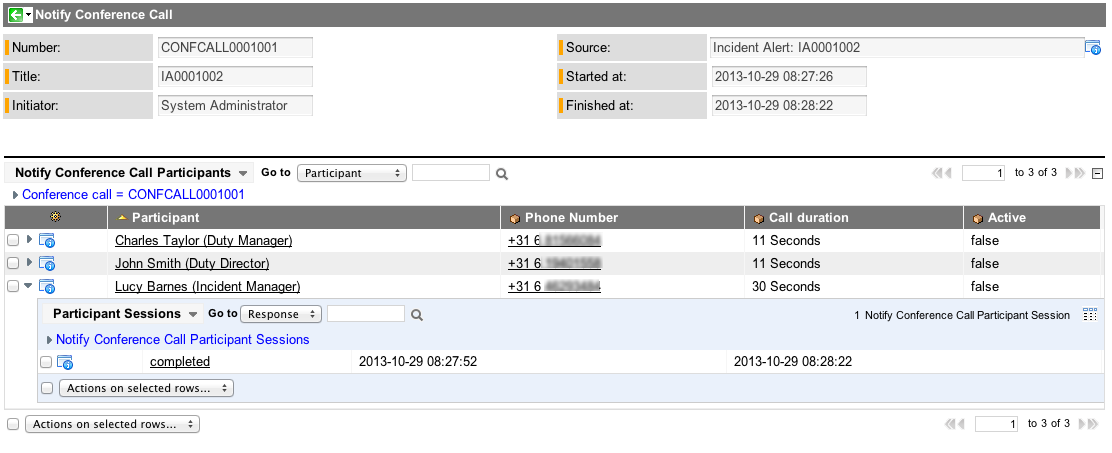 Notify Conference Call
Number: CONFCALL0001001 Source: Incident Alert: IA0001002
Title: IA0001002 Started at: 2013-10-29 08:27:26
Initiator: System Administrator Finished at: 2013-10-29 08:28:22
Notify Conference Call Participants Go to Participant 1 to 3 of 3
Conference call = CONFCALL0001001
Participant Phone Number Call duration Active
Charles Taylor (Duty Manager) +31 6 11 Seconds false
John Smith (Duty Director) +31 6 11 Seconds false
Lucy Barnes (Incident Manager) +31 6 30 Seconds false
Participant Sessions Go to Response 1 Notify Conference Call Participant Session
Notify Conference Call Participant Sessions
completed 2013-10-29 08:27:52 2013-10-29 08:28:22
Actions on selected rows...
Actions on selected rows... 1 to 3 of 3